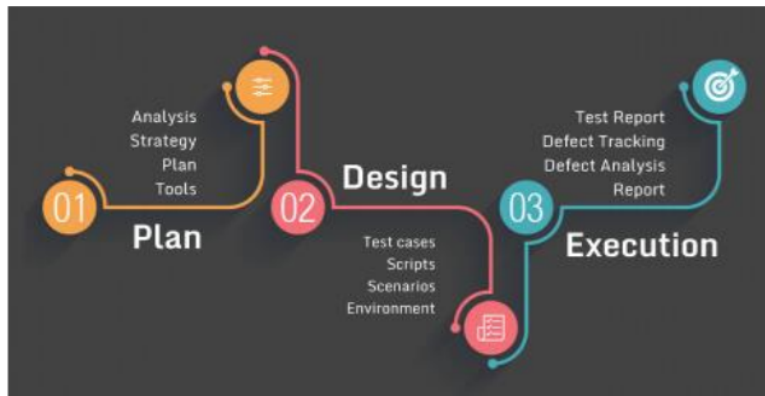 01
Plan
Analysis
Strategy
Plan
Tools
02
Design
Test cases
Scripts
Scenarios
Environment
03
Execution
Test Report
Defect Tracking
Defect Analysis
Report